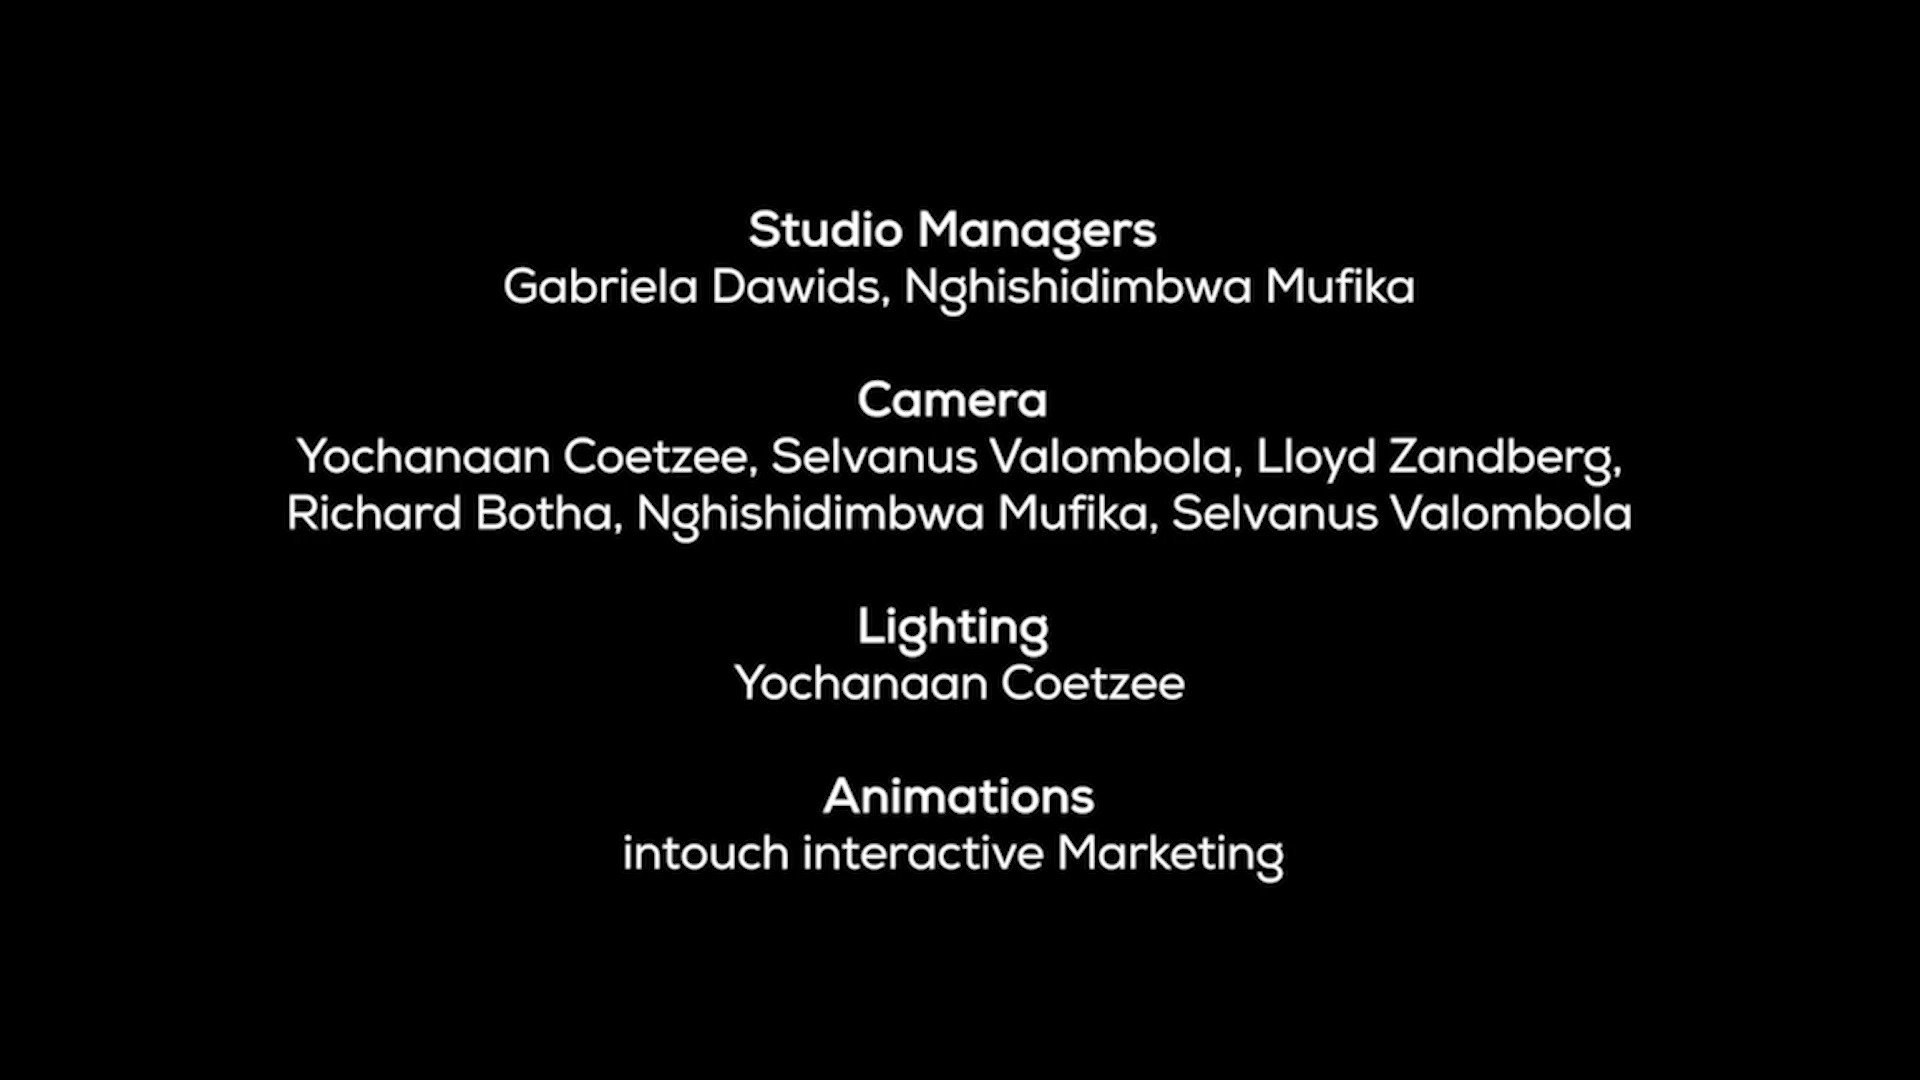 Studio Managers
Gabriela Dawids, Nghishidimbwa Mufika
Camera
Yochanaan Coetzee, Selvanus Valombola, Lloyd Zandberg,
Richard Botha, Nghishidimbwa Mufika, Selvanus Valombola
Lighting
Yochanaan Coetzee
Animations
intouch interactive Marketing